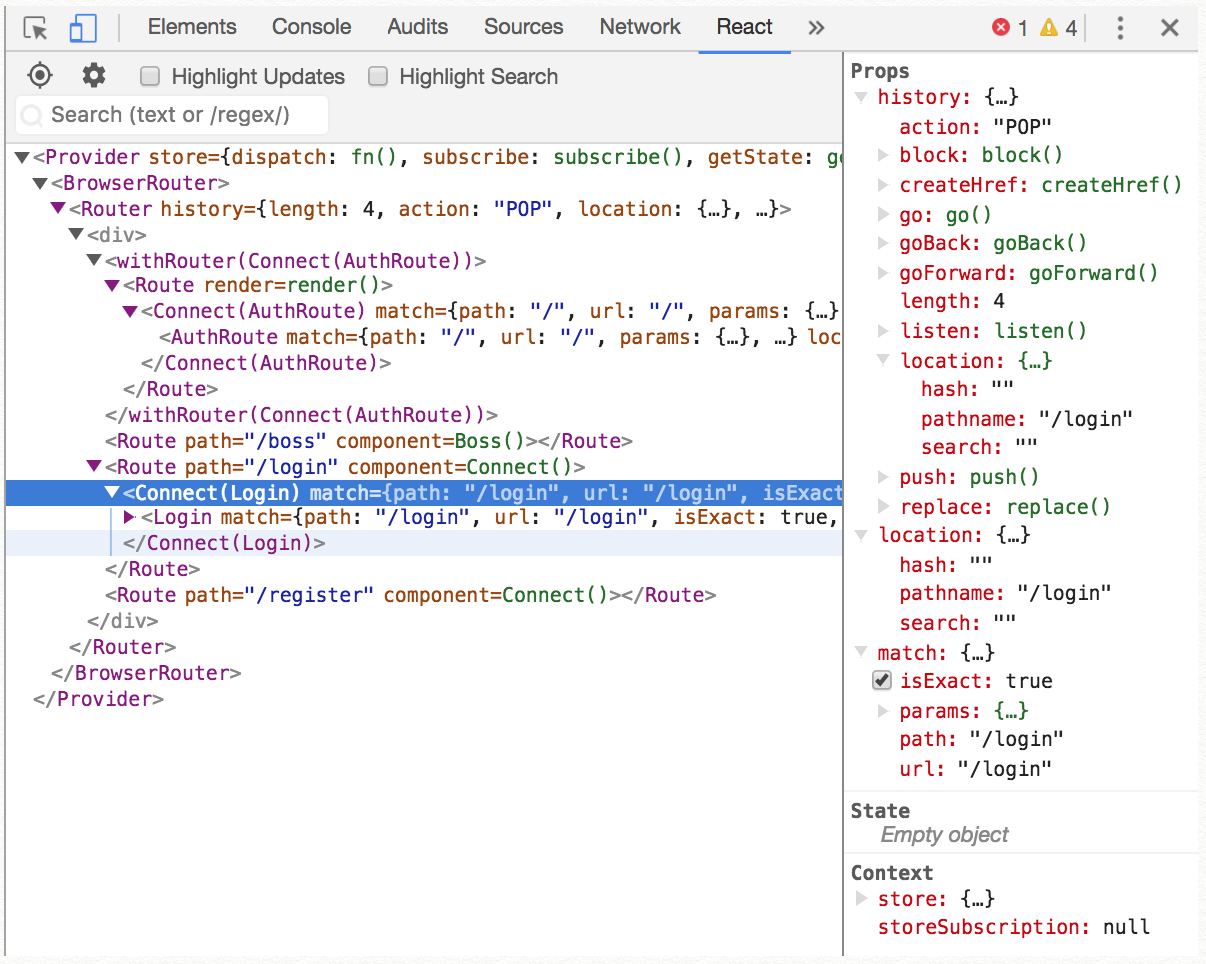 Elements Console Audits Sources Network React » 1 4
Highlight Updates Highlight Search
Search (text or /regex/)
<Provider store={dispatch: fn(), subscribe: subscribe(), getState: g
<BrowserRouter>
<Router history={length: 4, action: "POP", location: {…}, …}>
<div>
<withRouter(Connect(AuthRoute))>
<Route render=render()>
<Connect(AuthRoute) match={path: "/", url: "/", params: {…}
<AuthRoute match={path: "/", url: "/", params: {…}, …} loc
</Connect(AuthRoute)>
</Route>
</withRouter(Connect(AuthRoute))>
<Route path="/boss" component=Boss()></Route>
<Route path="/login" component=Connect()>
<Connect(Login) match={path: "/login", url: "/login", isExact
<Login match={path: "/login", url: "/login", isExact: true,
</Connect(Login)>
</Route>
<Route path="/register" component=Connect()></Route>
</div>
</Router>
</BrowserRouter>
</Provider>
Props
history: {…}
action: "POP"
block: block()
createHref: createHref()
go: go()
goBack: goBack()
goForward: goForward()
length: 4
listen: listen()
location: {…}
hash: ""
pathname: "/login"
search: ""
push: push()
replace: replace()
location: {…}
hash: ""
pathname: "/login"
search: ""
match: {…}
isExact: true
params: {…}
path: "/login"
url: "/login"
State
Empty object
Context
store: {…}
storeSubscription: null